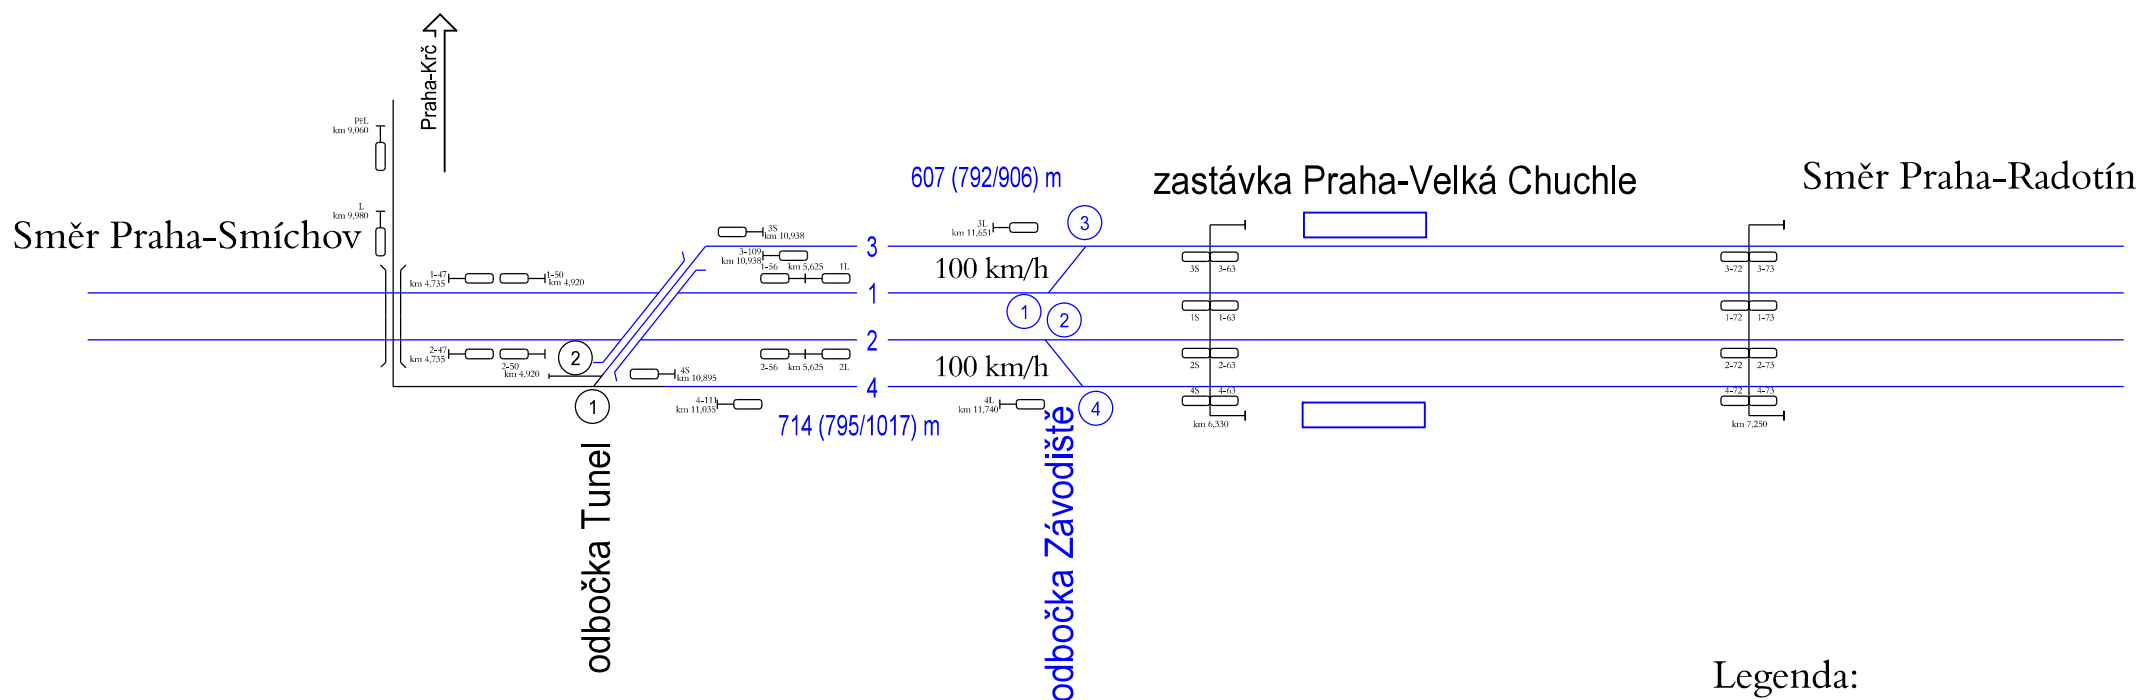 Praha-Krč
PřL
km 9,060
607 (792/906) m
zastávka Praha-Velká Chuchle
Směr Praha-Radotín
L
km 9,980
Směr Praha-Smíchov
3S
km 10,938
3L
km 11,651
3
3
3-109
km 10,938
1-56 km 5,625 1L
100 km/h
3S 3-63
3-72 3-73
1-47
km 4,735
1-50
km 4,920
1
1
2
1S 1-63
1-72 1-73
2
2-47
km 4,735
2-50
km 4,920
2
2-56 km 5,625 2L
100 km/h
2S 2-63
2-72 2-73
4S
km 10,895
4
4S 4-63
4-72 4-73
1
4-111
km 11,035
4L
km 11,740
4
714 (795/1017) m
km 6,330
km 7,250
odbočka Tunel
odbočka Závodiště
Legenda: